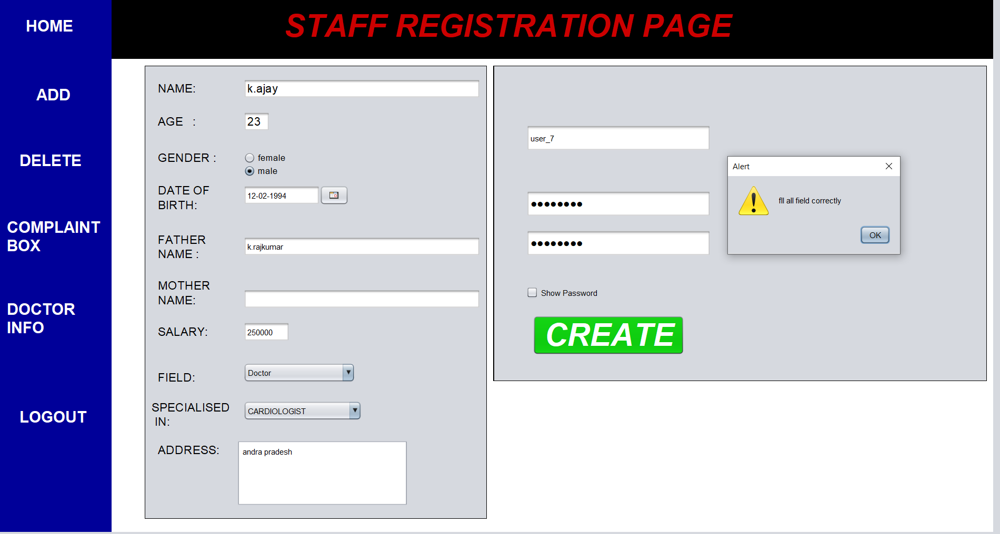 HOME
ADD
DELETE
COMPLAINT
BOX
DOCTOR
INFO
LOGOUT
STAFF REGISTRATION PAGE
NAME: k.ajay
AGE : 23
GENDER : female
male
DATE OF
BIRTH: 12-02-1994
FATHER
NAME : k.rajkumar
MOTHER
NAME:
SALARY: 250000
FIELD: Doctor
SPECIALISED
IN: CARDIOLOGIST
ADDRESS: andra pradesh
user_7
Show Password
CREATE
Alert
fll all field correctly
OK